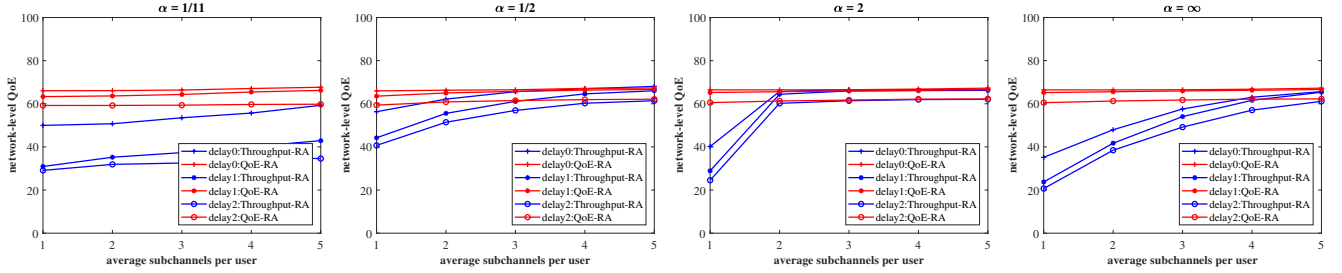 α = 1/11
100
80
60
40
20
0
network-level QoE
delay0:Throughput-RA
delay0:QoE-RA
delay1:Throughput-RA
delay1:QoE-RA
delay2:Throughput-RA
delay2:QoE-RA
1 2 3 4 5
average subchannels per user
α = 1/2
100
80
60
40
20
0
network-level QoE
delay0:Throughput-RA
delay0:QoE-RA
delay1:Throughput-RA
delay1:QoE-RA
delay2:Throughput-RA
delay2:QoE-RA
1 2 3 4 5
average subchannels per user
α = 2
100
80
60
40
20
0
network-level QoE
delay0:Throughput-RA
delay0:QoE-RA
delay1:Throughput-RA
delay1:QoE-RA
delay2:Throughput-RA
delay2:QoE-RA
1 2 3 4 5
average subchannels per user
α = ∞
100
80
60
40
20
0
network-level QoE
delay0:Throughput-RA
delay0:QoE-RA
delay1:Throughput-RA
delay1:QoE-RA
delay2:Throughput-RA
delay2:QoE-RA
1 2 3 4 5
average subchannels per user